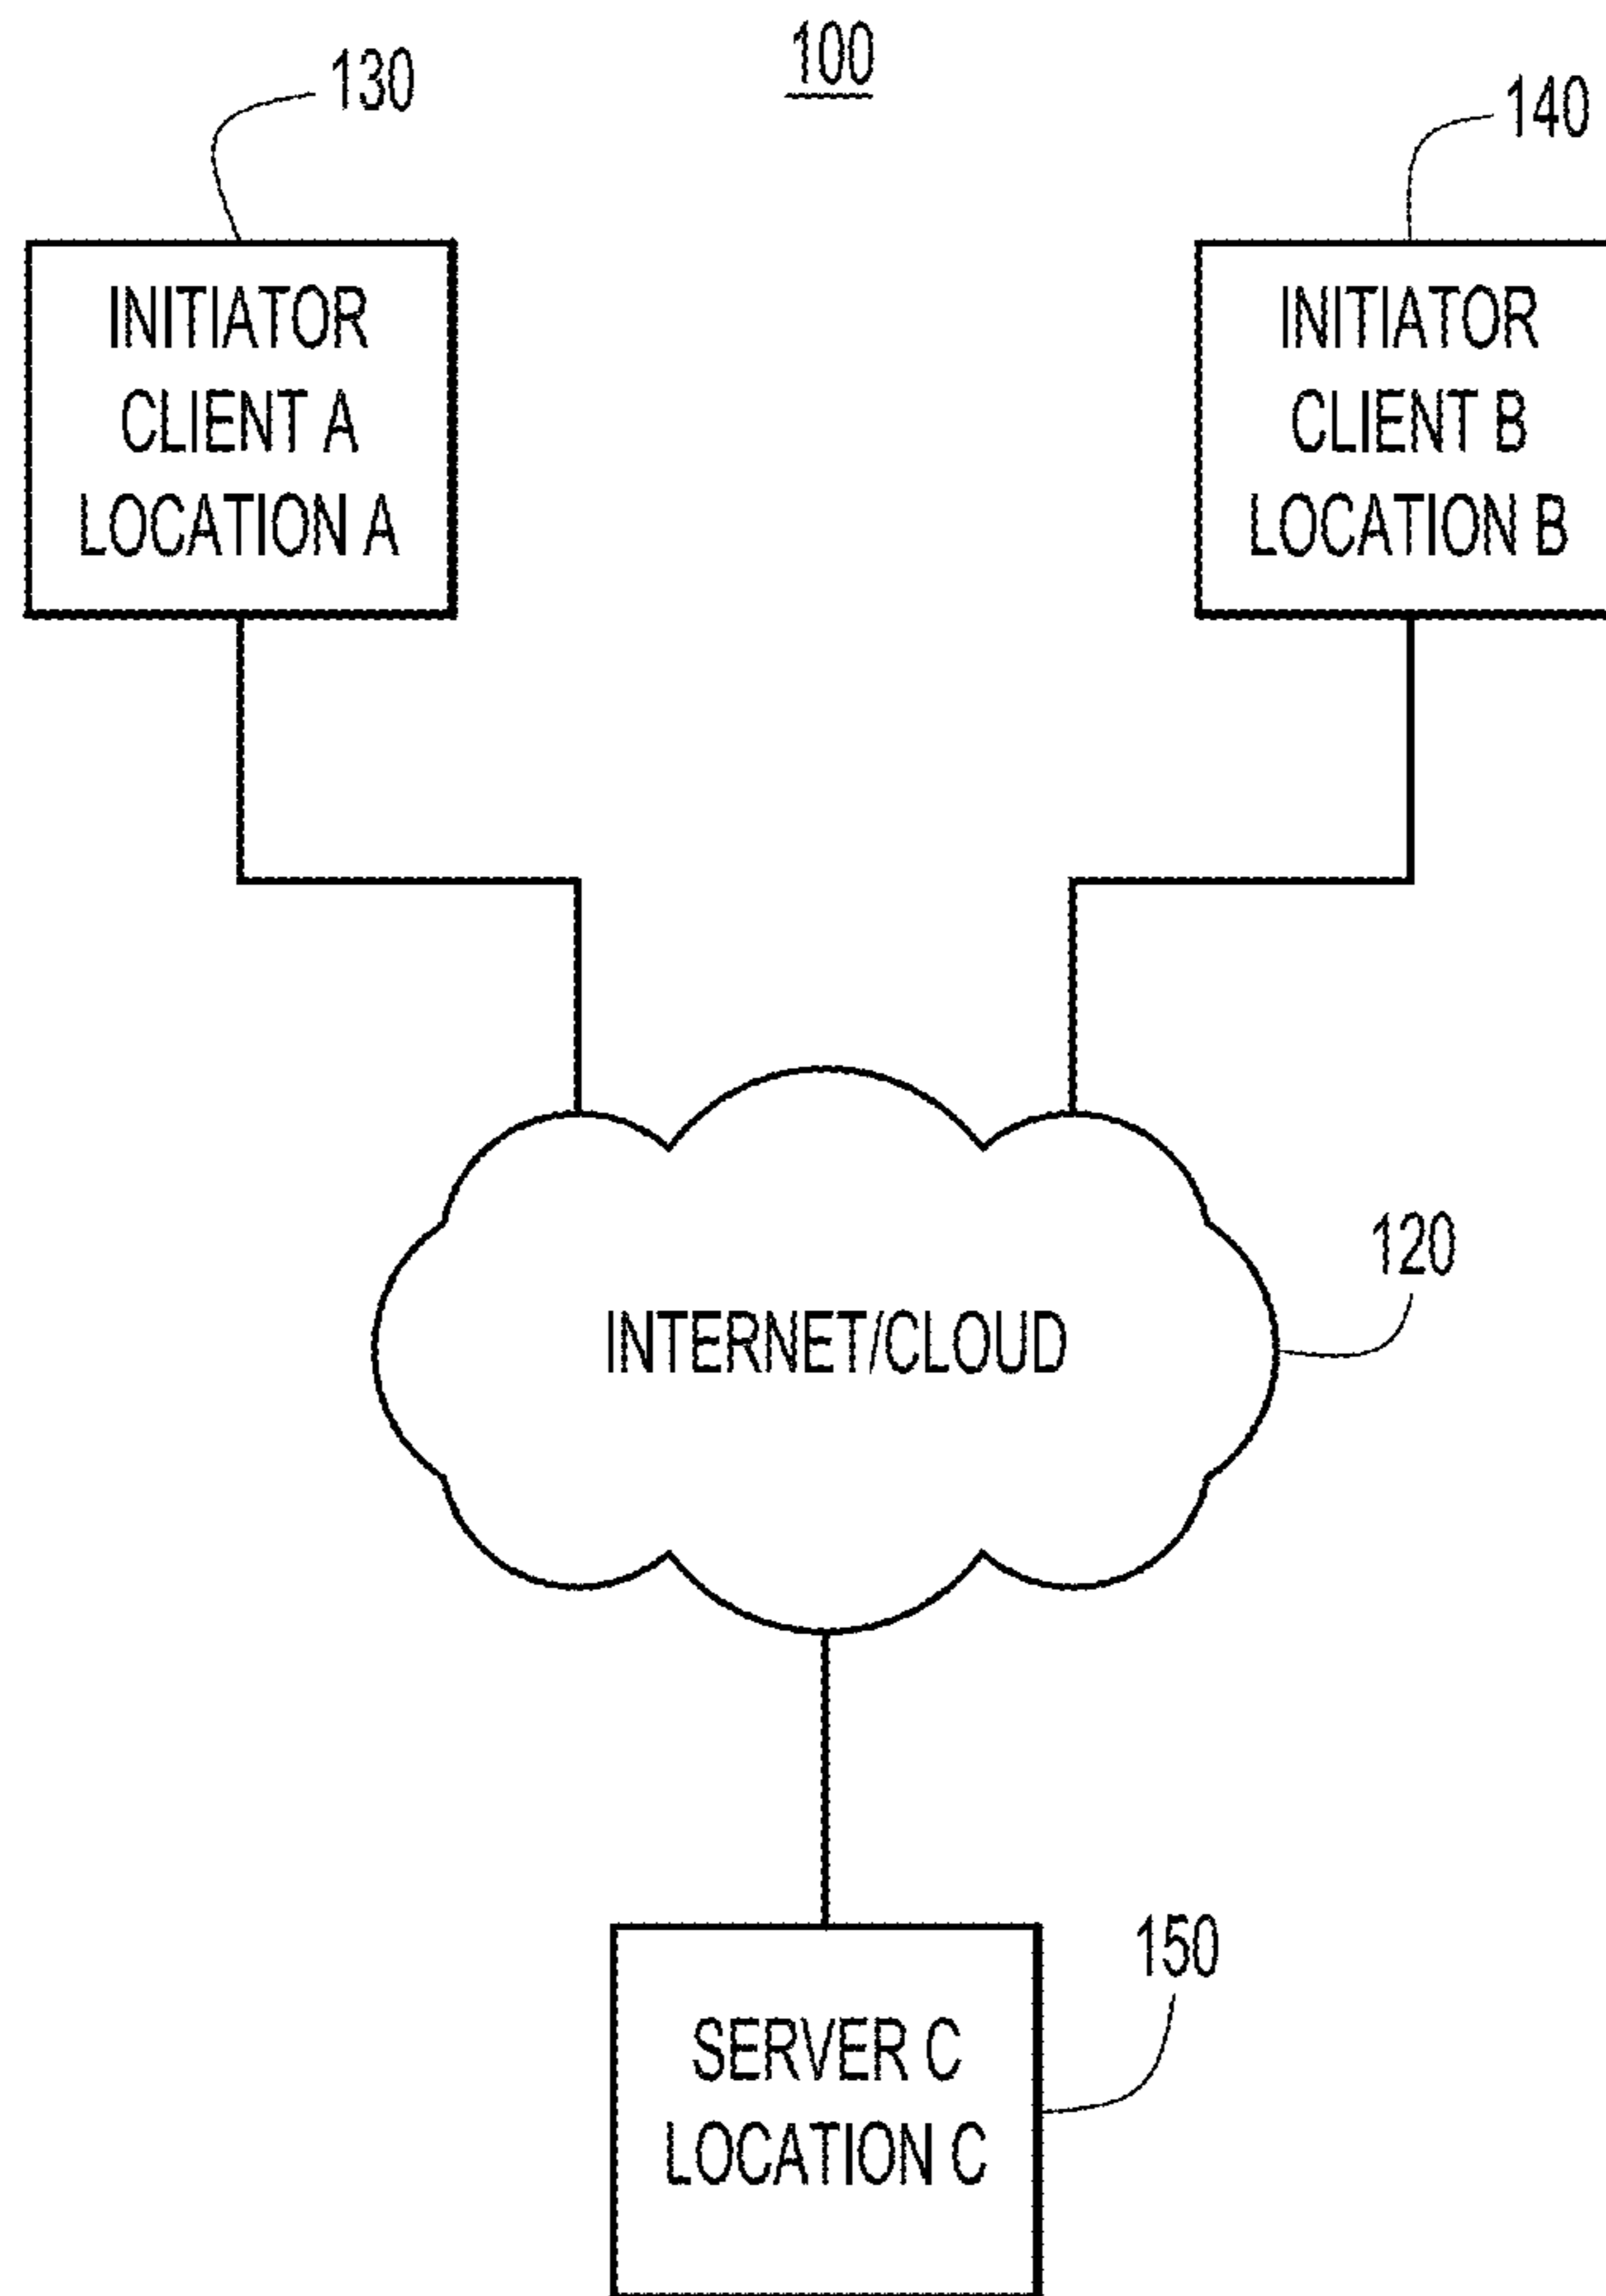 100
130
140
INITIATOR
CLIENT A
LOCATION A
INITIATOR
CLIENT B
LOCATION B
120
INTERNET/CLOUD
150
SERVER C
LOCATION C